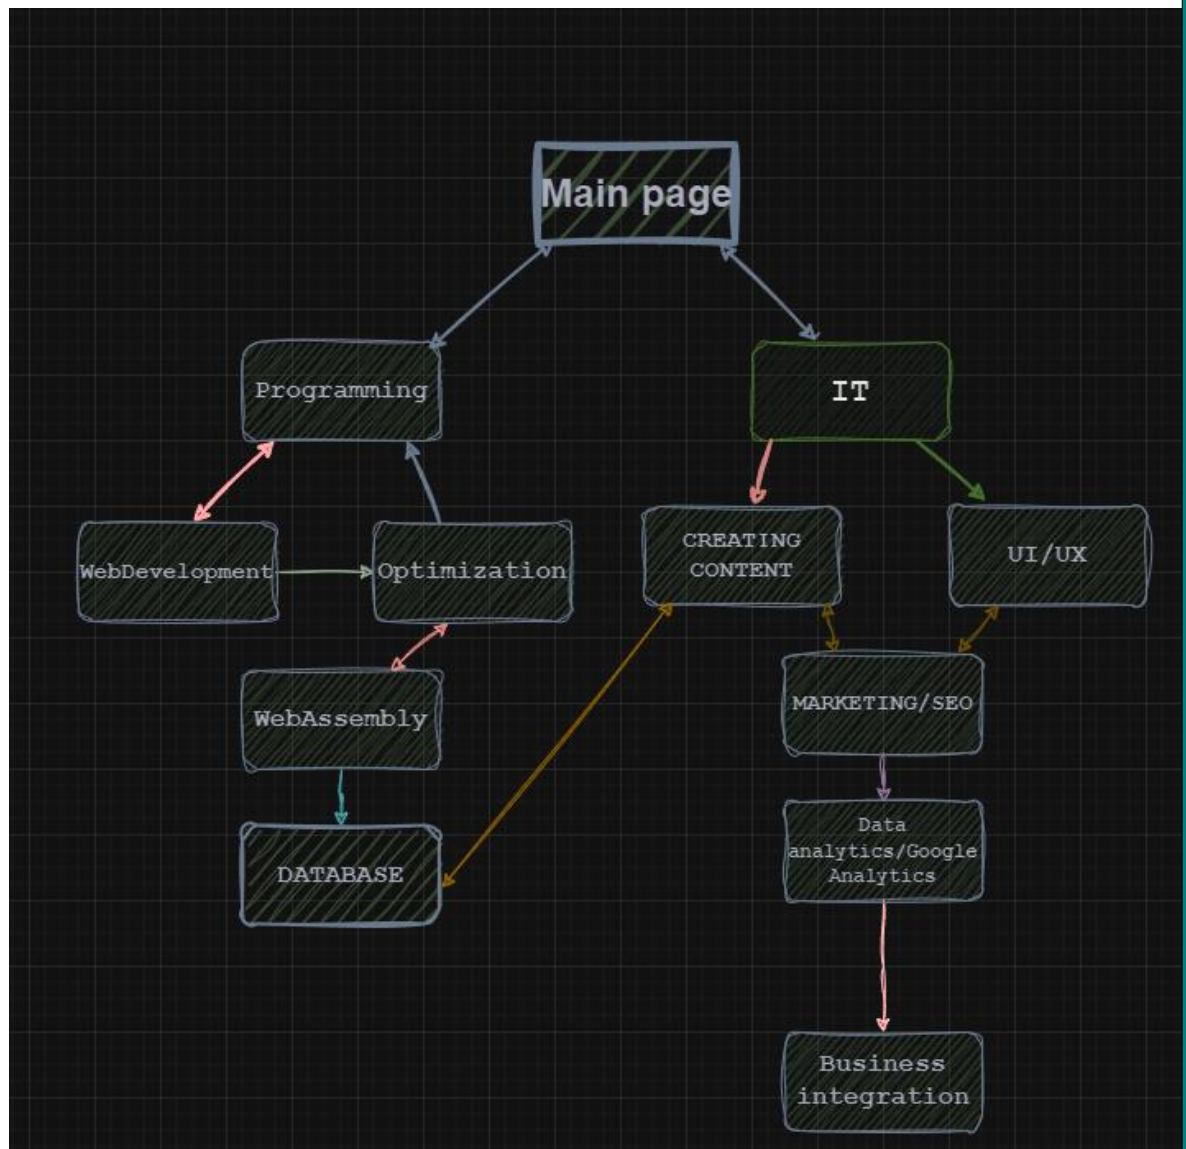 Main page
Programming
IT
WebDevelopment
Optimization
CREATING
CONTENT
UI/UX
WebAssembly
MARKETING/SEO
DATABASE
Data
analytics/Google
Analytics
Business
integration